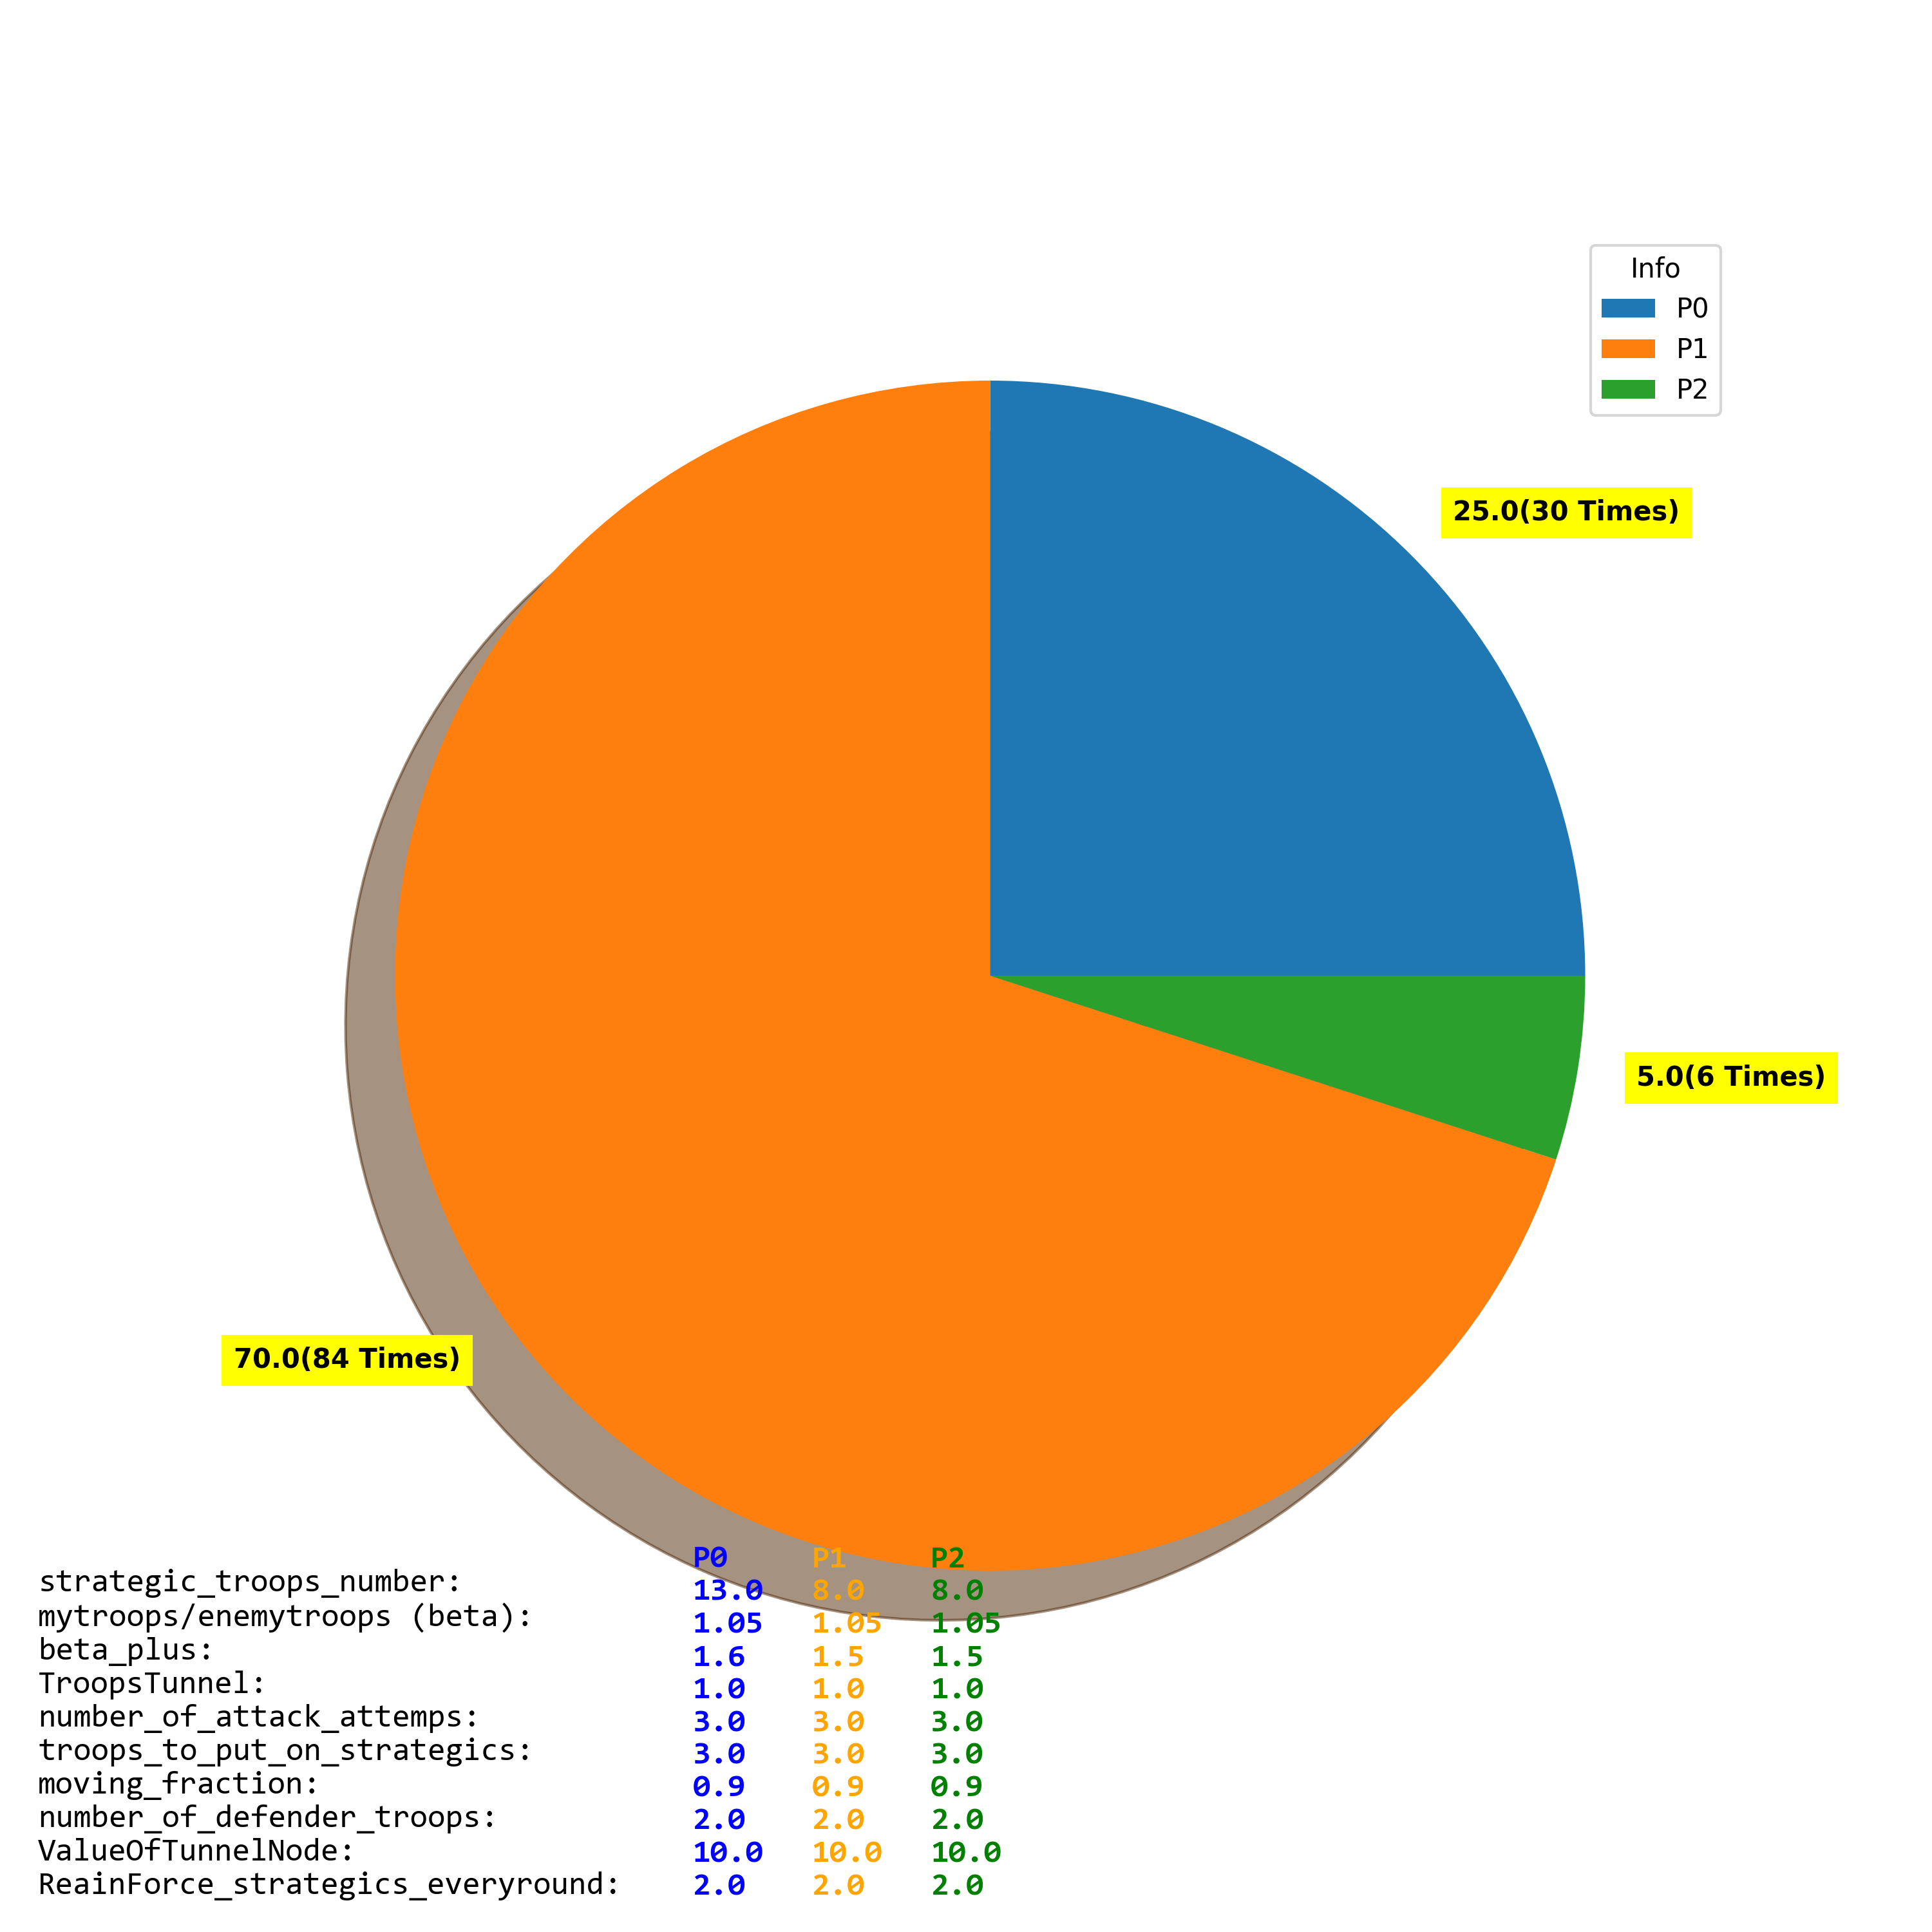 Info
P0
P1
P2
25.0(30 Times)
5.0(6 Times)
70.0(84 Times)
P0 P1 P2
strategic_troops_number: 13.0 8.0 8.0
mytroops/enemytroops (beta): 1.05 1.05 1.05
beta_plus: 1.6 1.5 1.5
TroopsTunnel: 1.0 1.0 1.0
number_of_attack_attemps: 3.0 3.0 3.0
troops_to_put_on_strategics: 3.0 3.0 3.0
moving_fraction: 0.9 0.9 0.9
number_of_defender_troops: 2.0 2.0 2.0
ValueOfTunnelNode: 10.0 10.0 10.0
ReainForce_strategics_everyround: 2.0 2.0 2.0